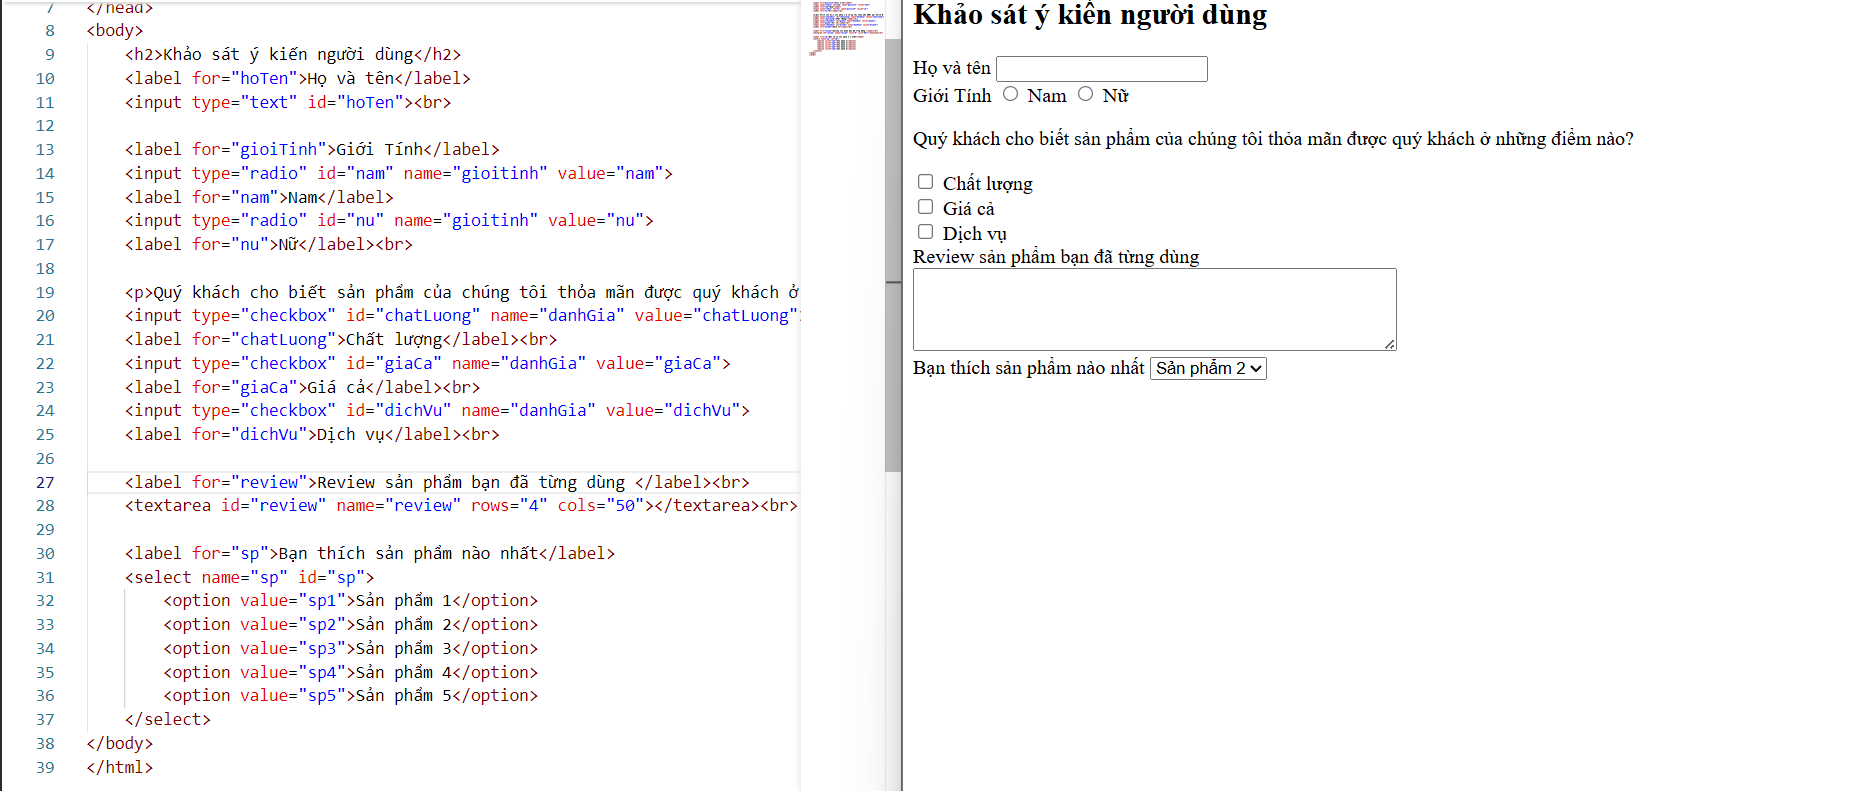 7 </head>
8 <body>
9 <h2>Khảo sát ý kiến người dùng</h2>
10 <label for="hoTen">Họ và tên</label>
11 <input type="text" id="hoTen"><br>
12
13 <label for="gioiTinh">Giới Tính</label>
14 <input type="radio" id="nam" name="gioitinh" value="nam">
15 <label for="nam">Nam</label>
16 <input type="radio" id="nu" name="gioitinh" value="nu">
17 <label for="nu">Nữ</label><br>
18
19 <p>Quý khách cho biết sản phẩm của chúng tôi thỏa mãn được quý khách ở
20 <input type="checkbox" id="chatLuong" name="danhGia" value="chatLuong">
21 <label for="chatLuong">Chất lượng</label><br>
22 <input type="checkbox" id="giaCa" name="danhGia" value="giaCa">
23 <label for="giaCa">Giá cả</label><br>
24 <input type="checkbox" id="dichVu" name="danhGia" value="dichVu">
25 <label for="dichVu">Dịch vụ</label><br>
26
27 <label for="review">Review sản phẩm bạn đã từng dùng </label><br>
28 <textarea id="review" name="review" rows="4" cols="50"></textarea><br>
29
30 <label for="sp">Bạn thích sản phẩm nào nhất</label>
31 <select name="sp" id="sp">
32 <option value="sp1">Sản phẩm 1</option>
33 <option value="sp2">Sản phẩm 2</option>
34 <option value="sp3">Sản phẩm 3</option>
35 <option value="sp4">Sản phẩm 4</option>
36 <option value="sp5">Sản phẩm 5</option>
37 </select>
38 </body>
39 </html>
Khảo sát ý kiến người dùng
Họ và tên
Giới Tính Nam Nữ
Quý khách cho biết sản phẩm của chúng tôi thỏa mãn được quý khách ở những điểm nào?
Chất lượng
Giá cả
Dịch vụ
Review sản phẩm bạn đã từng dùng
Bạn thích sản phẩm nào nhất Sản phẩm 2